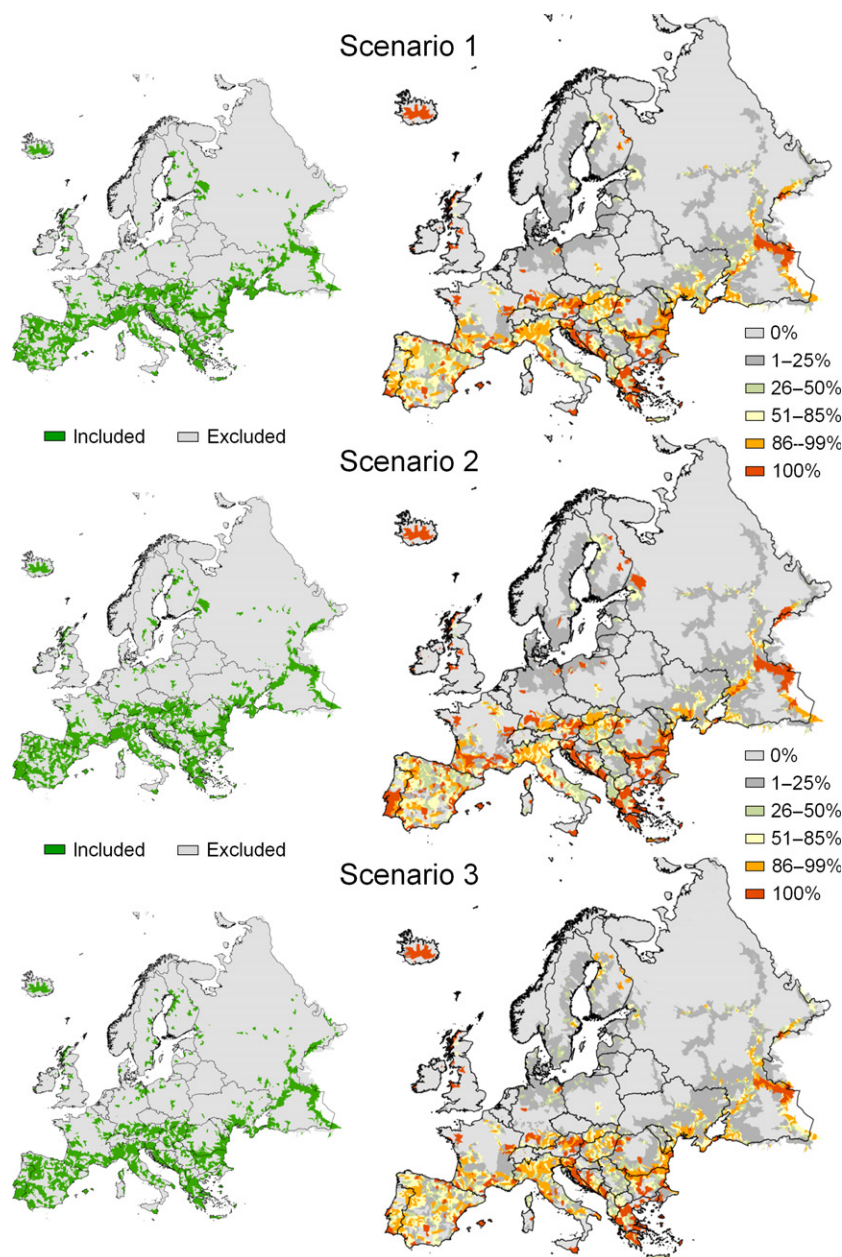 Scenario 1
0%
1–25%
26–50%
51–85%
86--99%
100%
Included Excluded
Scenario 2
0%
1–25%
26–50%
51–85%
86–99%
100%
Included Excluded
Scenario 3